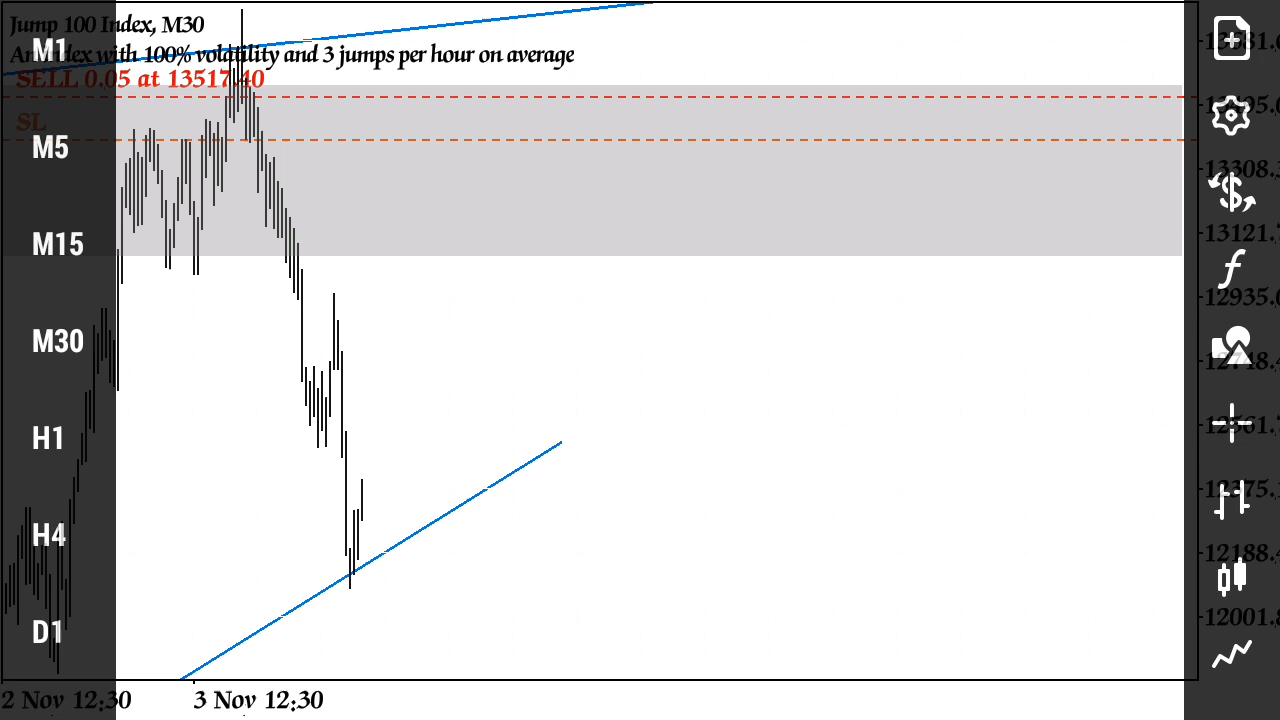 Jump 100 Index, M30
An index with 100% volatility and 3 jumps per hour on average
SELL 0.05 at 13517.40
SL
M1
M5
M15
M30
H1
H4
D1
13308.
13121.
12935.0
12188.4
12001.8
2 Nov 12:30
3 Nov 12:30